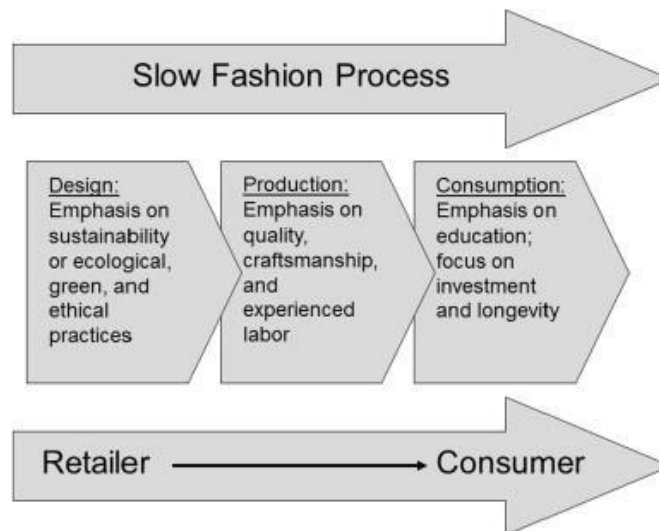 Slow Fashion Process
Design:
Emphasis on
sustainability
or ecological,
green, and
ethical
practices
Production:
Emphasis on
quality,
craftsmanship,
and
experienced
labor
Consumption:
Emphasis on
education;
focus on
investment
and longevity
Retailer Consumer